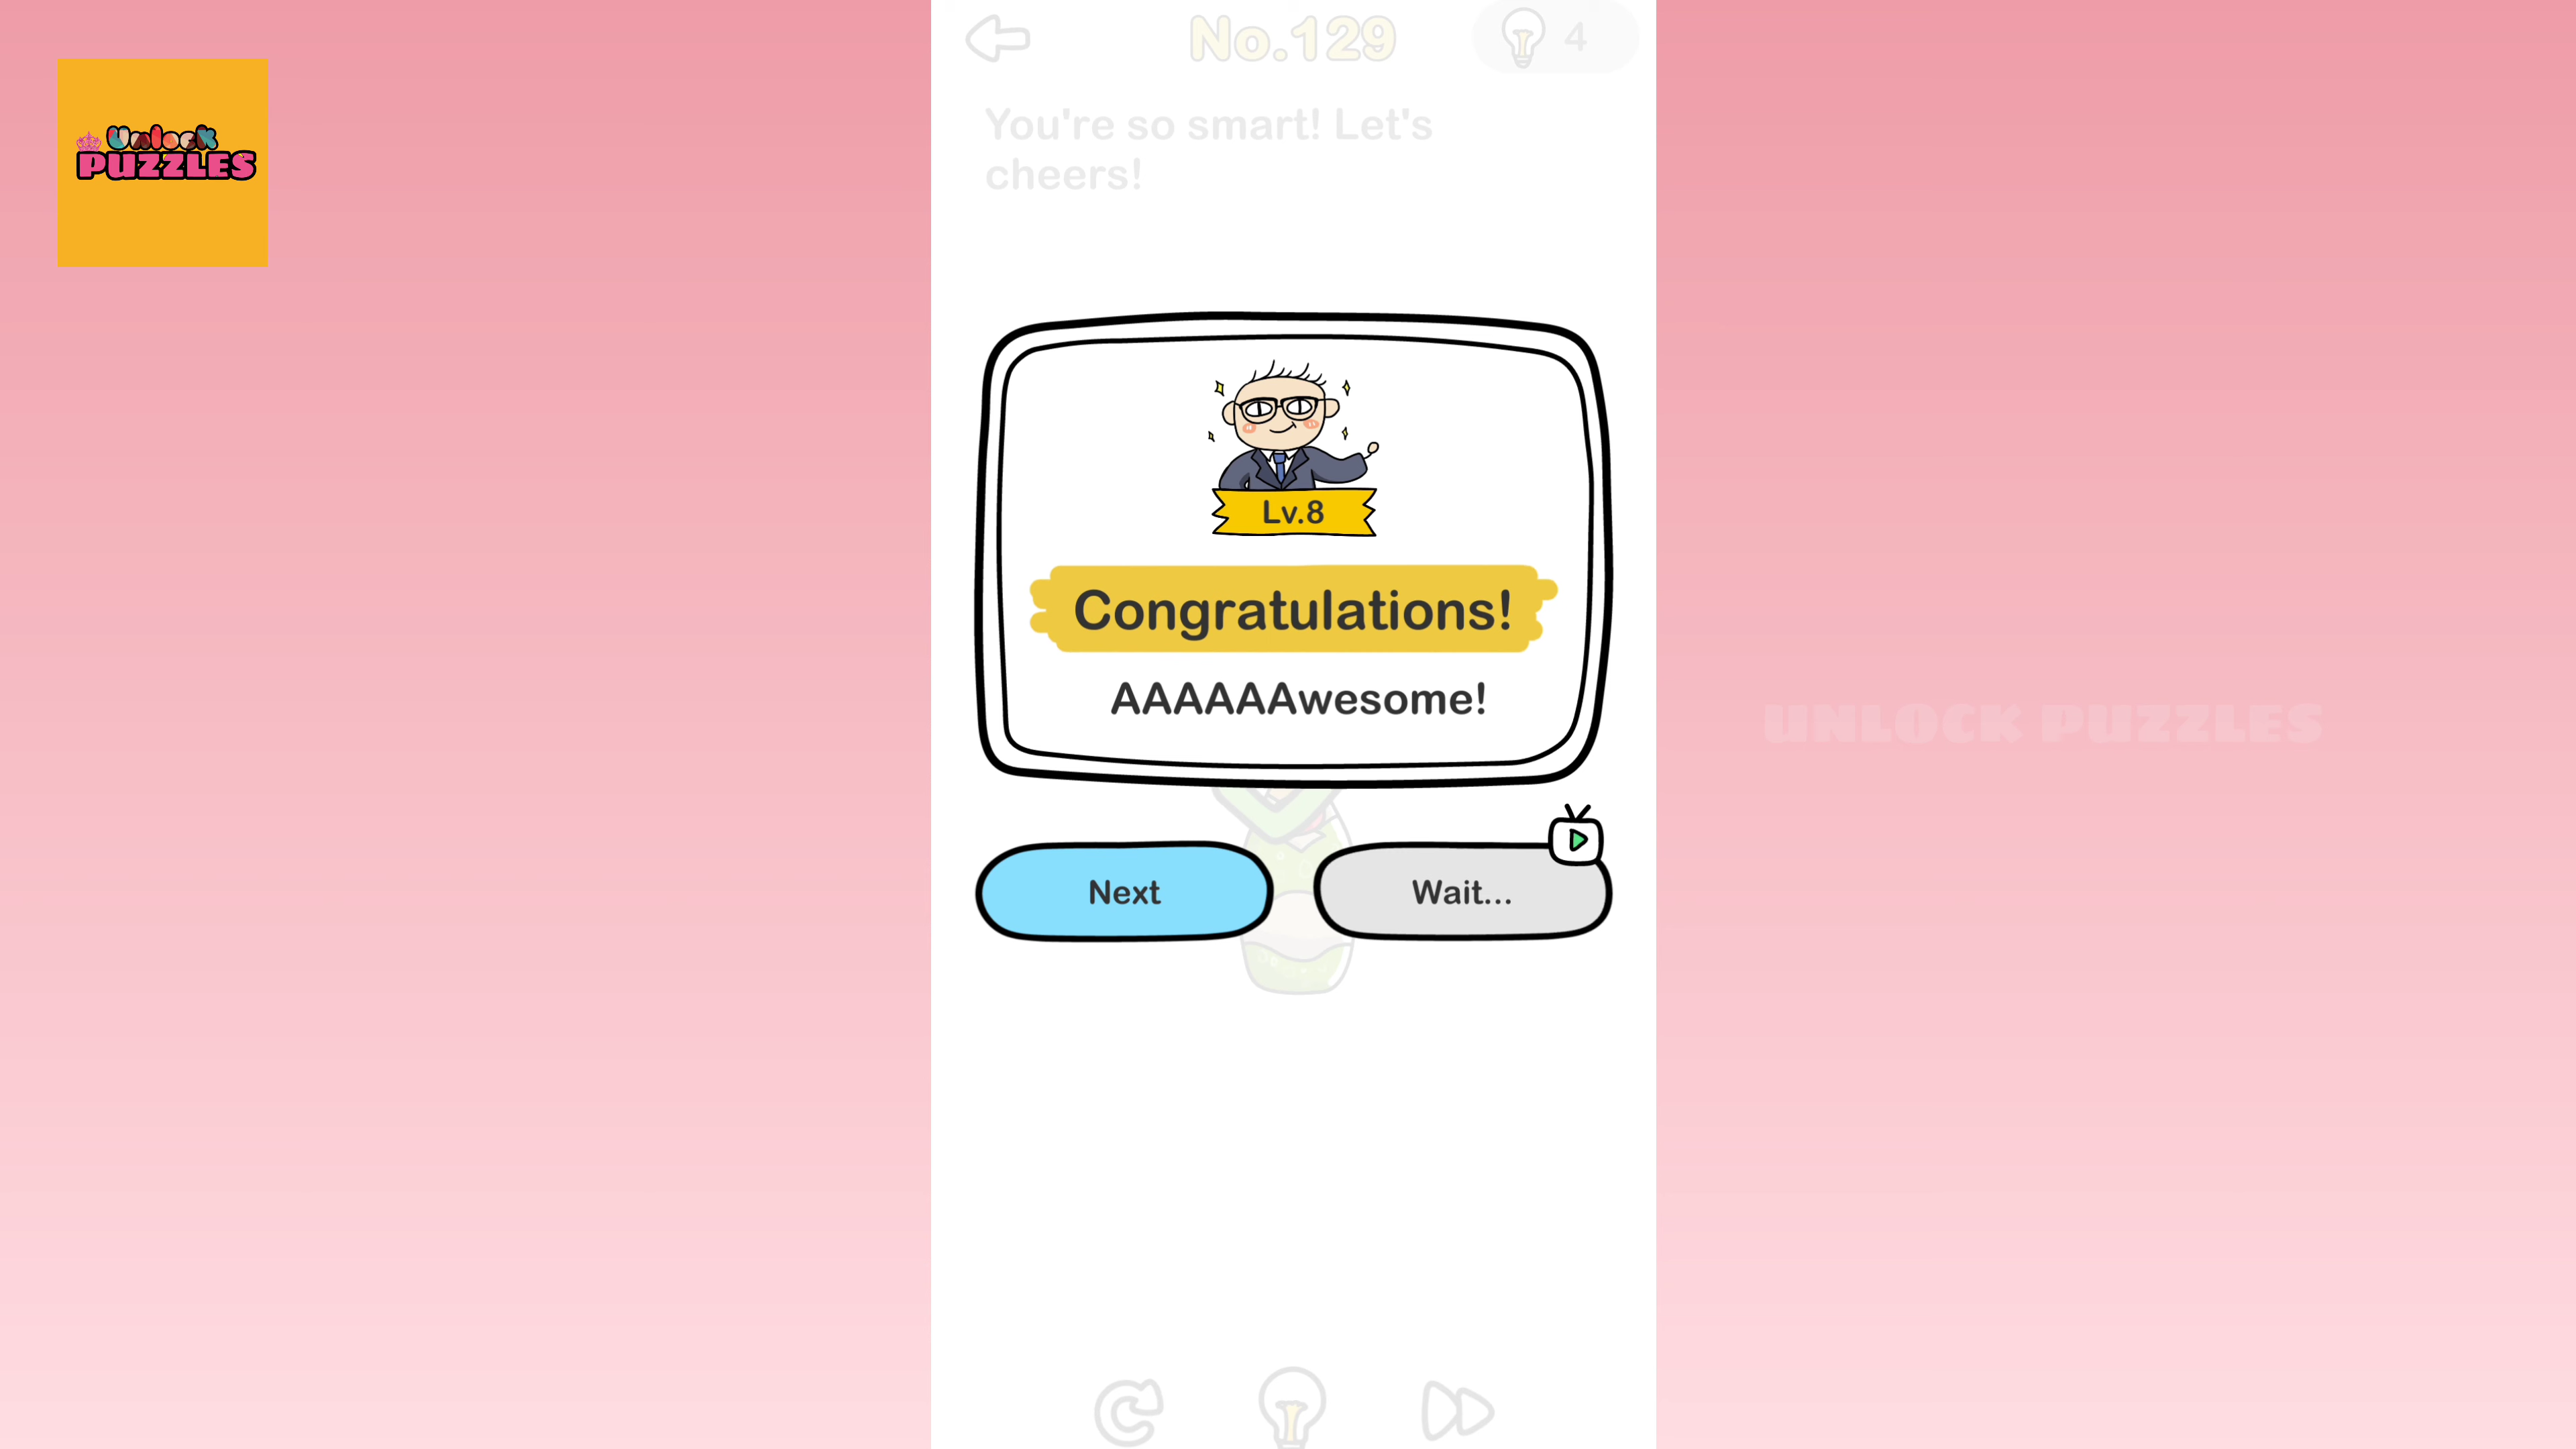 Unlock
PUZZLES
No.129
4
You're so smart! Let's
cheers!
Lv.8
Congratulations!
AAAAAAwesome!
Next
Wait...
UNLOCK PUZZLES